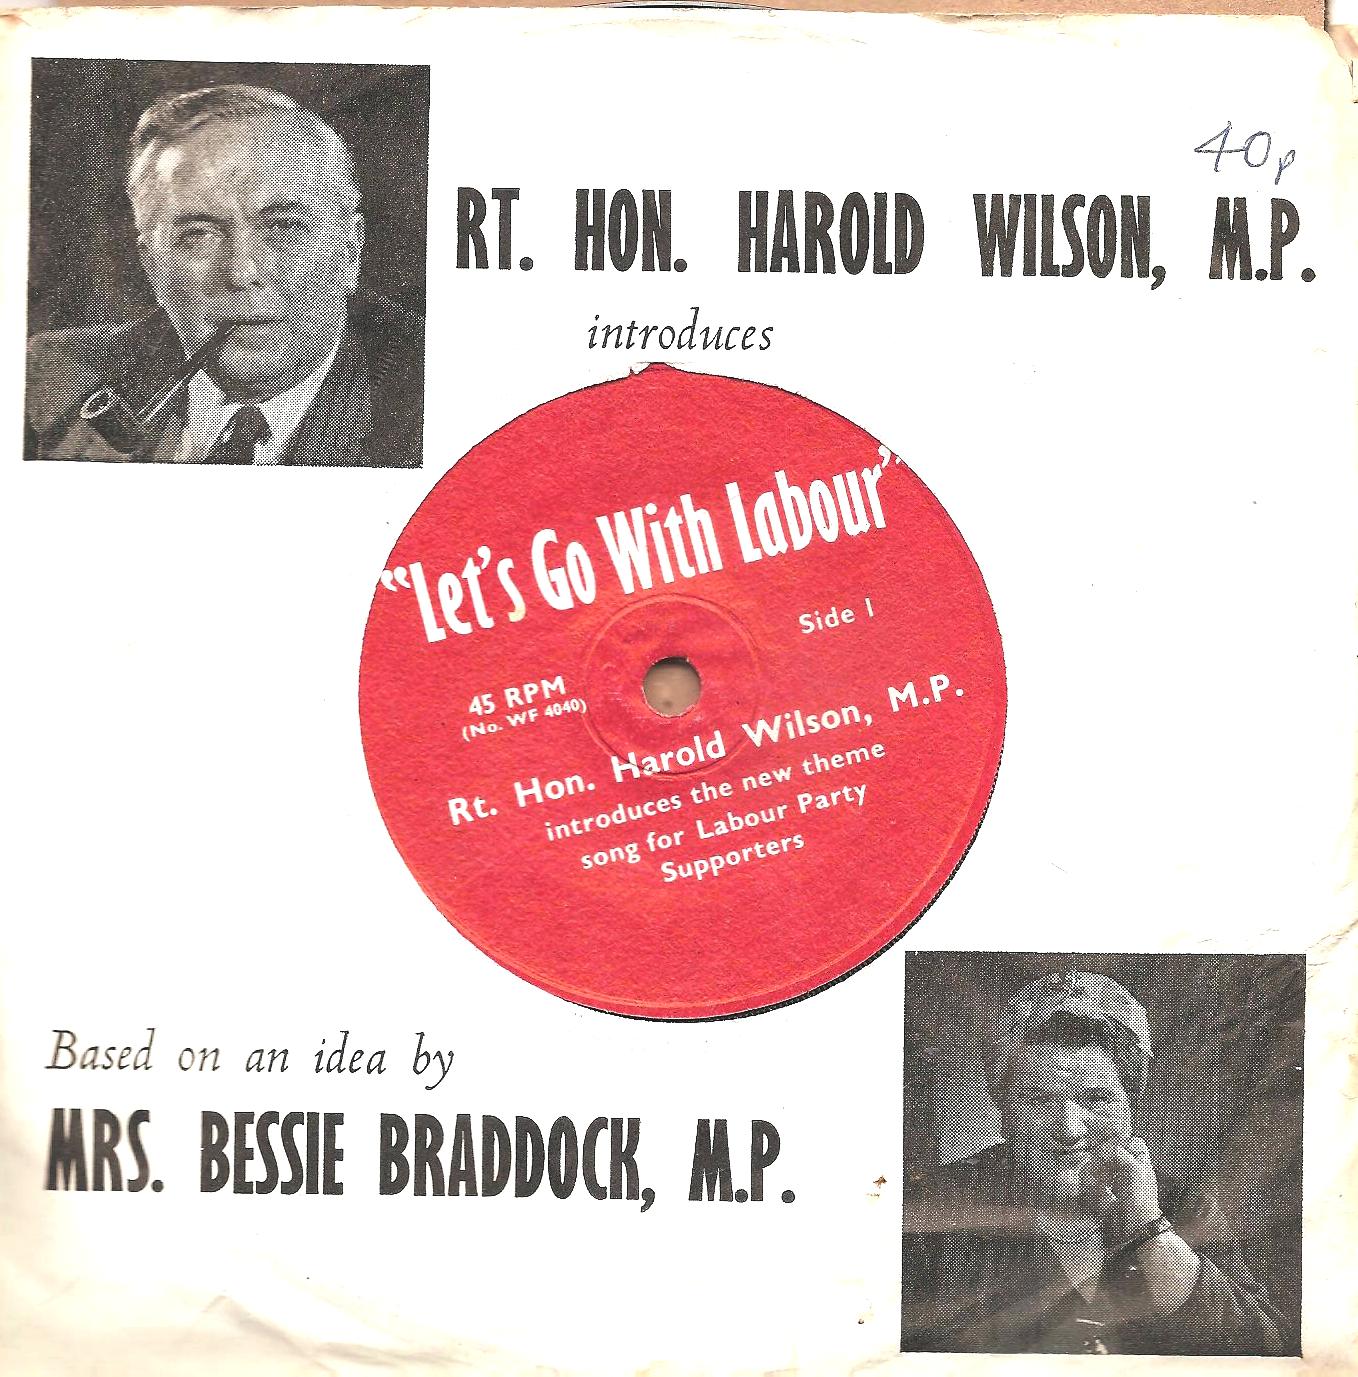 40p
RT. HON. HAROLD WILSON, M.P.
introduces
“Let’s Go With Labour”
Side 1
45 RPM
(No. WF 4040)
Rt. Hon. Harold Wilson, M.P.
introduces the new theme
song for Labour Party
Supporters
Based on an idea by
MRS. BESSIE BRADDOCK, M.P.